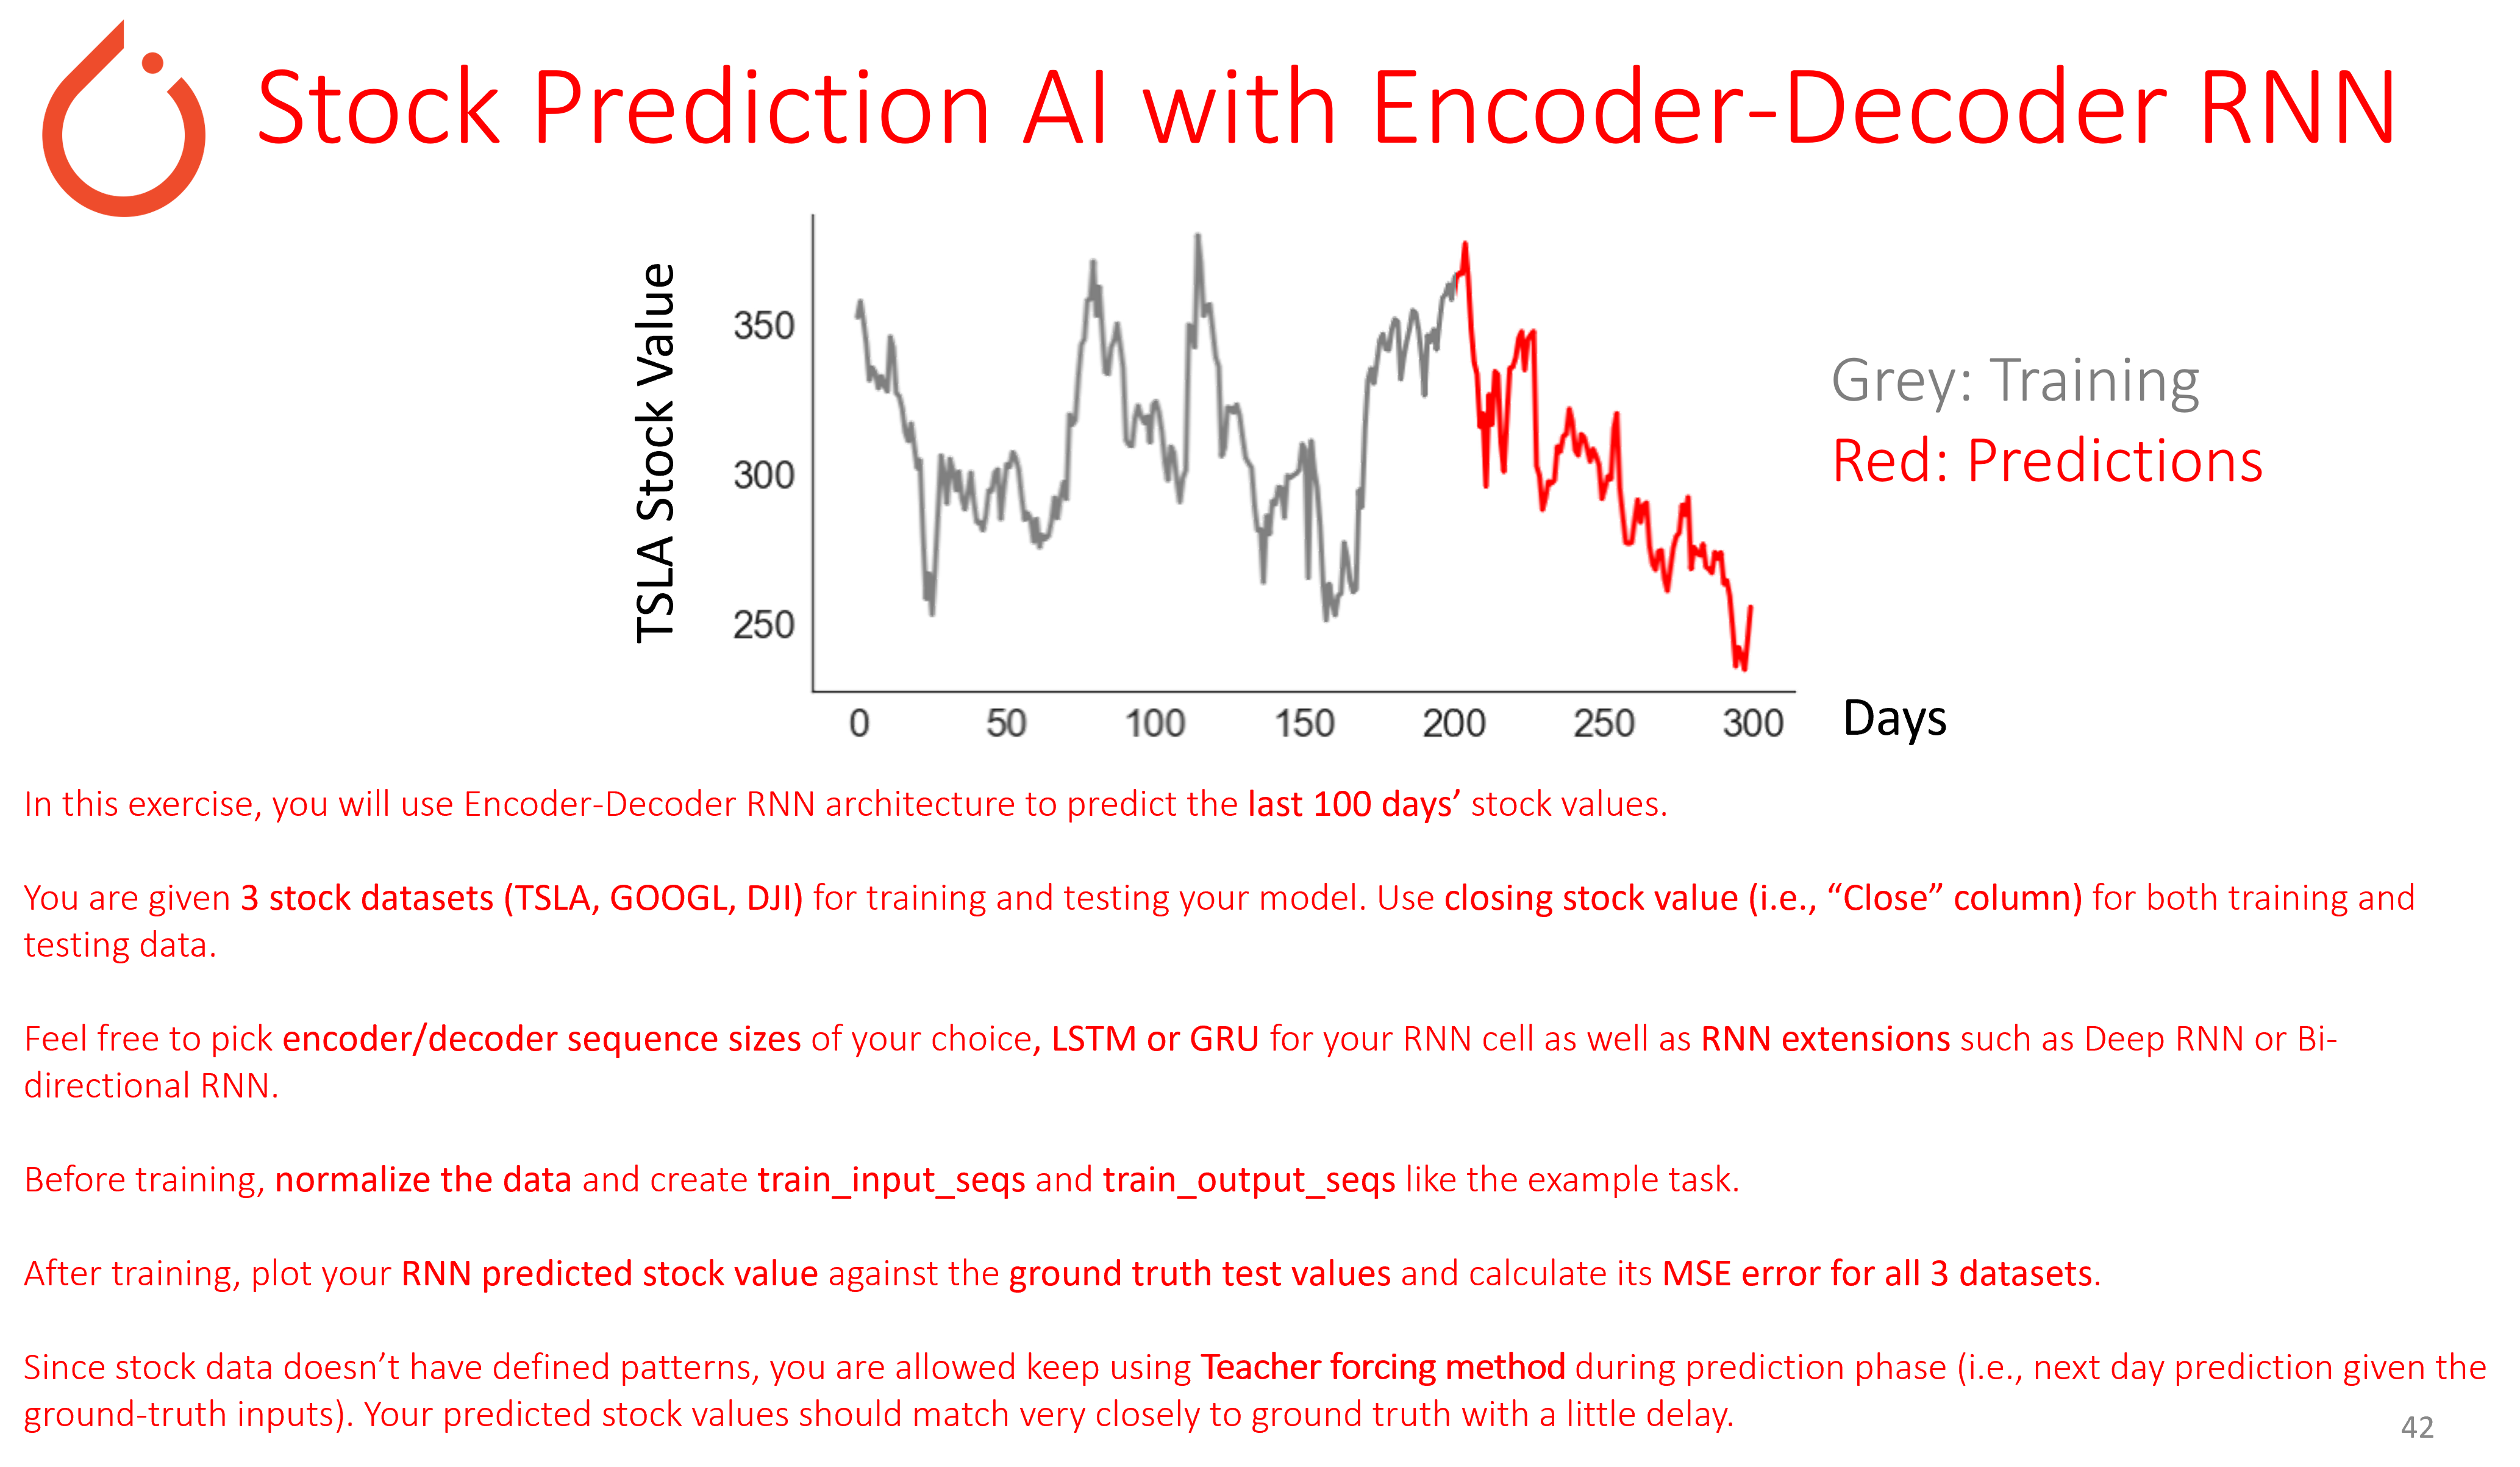 Stock Prediction AI with Encoder-Decoder RNN
TSLA Stock Value
350
300
250
0 50 100 150 200 250 300 Days
Grey: Training
Red: Predictions
In this exercise, you will use Encoder-Decoder RNN architecture to predict the last 100 days’ stock values.
You are given 3 stock datasets (TSLA, GOOGL, DJI) for training and testing your model. Use closing stock value (i.e., “Close” column) for both training and
testing data.
Feel free to pick encoder/decoder sequence sizes of your choice, LSTM or GRU for your RNN cell as well as RNN extensions such as Deep RNN or Bi-
directional RNN.
Before training, normalize the data and create train_input_seqs and train_output_seqs like the example task.
After training, plot your RNN predicted stock value against the ground truth test values and calculate its MSE error for all 3 datasets.
Since stock data doesn’t have defined patterns, you are allowed keep using Teacher forcing method during prediction phase (i.e., next day prediction given the
ground-truth inputs). Your predicted stock values should match very closely to ground truth with a little delay.
42